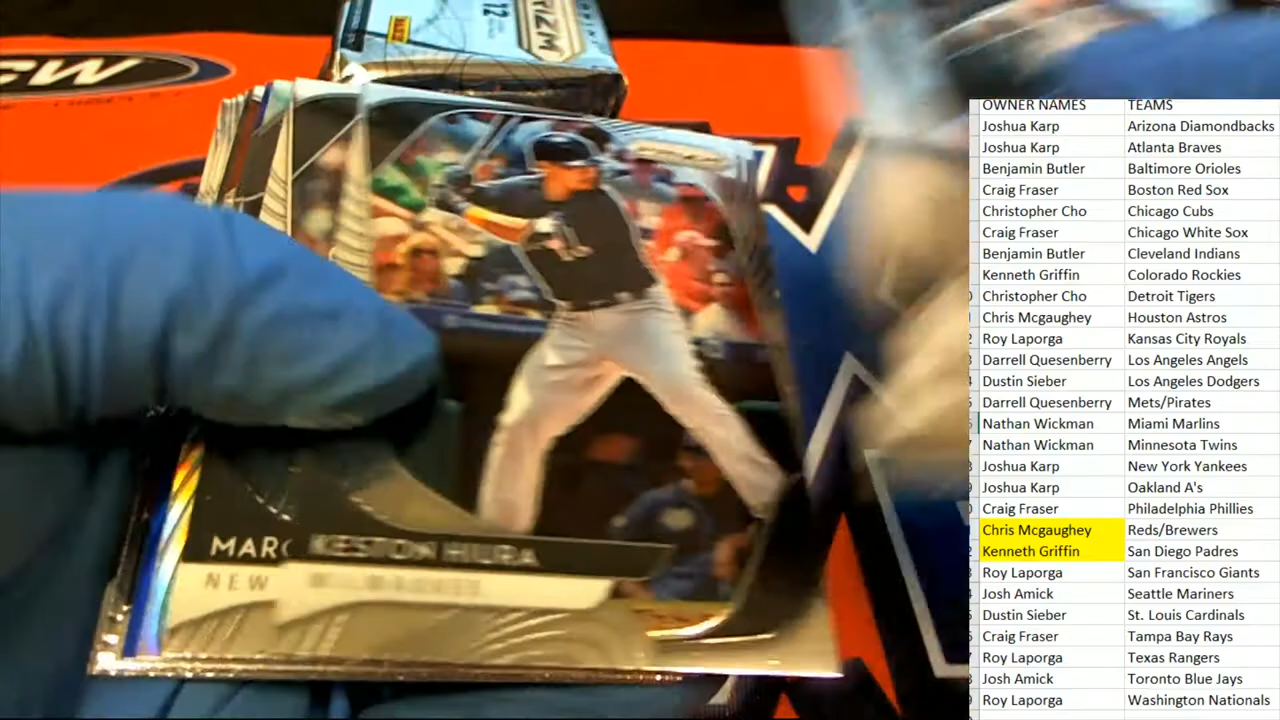 12
PRIZM
CW
OWNER NAMES TEAMS
Joshua Karp Arizona Diamondbacks
Joshua Karp Atlanta Braves
Benjamin Butler Baltimore Orioles
Craig Fraser Boston Red Sox
Christopher Cho Chicago Cubs
Craig Fraser Chicago White Sox
Benjamin Butler Cleveland Indians
Kenneth Griffin Colorado Rockies
Christopher Cho Detroit Tigers
Chris Mcgaughey Houston Astros
Roy Laporga Kansas City Royals
Darrell Quesenberry Los Angeles Angels
Dustin Sieber Los Angeles Dodgers
Darrell Quesenberry Mets/Pirates
Nathan Wickman Miami Marlins
Nathan Wickman Minnesota Twins
Joshua Karp New York Yankees
Joshua Karp Oakland A's
Craig Fraser Philadelphia Phillies
Chris Mcgaughey Reds/Brewers
Kenneth Griffin San Diego Padres
Roy Laporga San Francisco Giants
Josh Amick Seattle Mariners
Dustin Sieber St. Louis Cardinals
Craig Fraser Tampa Bay Rays
Roy Laporga Texas Rangers
Josh Amick Toronto Blue Jays
Roy Laporga Washington Nationals
MARC KESTON HIURA
NEW MILWAUKEE